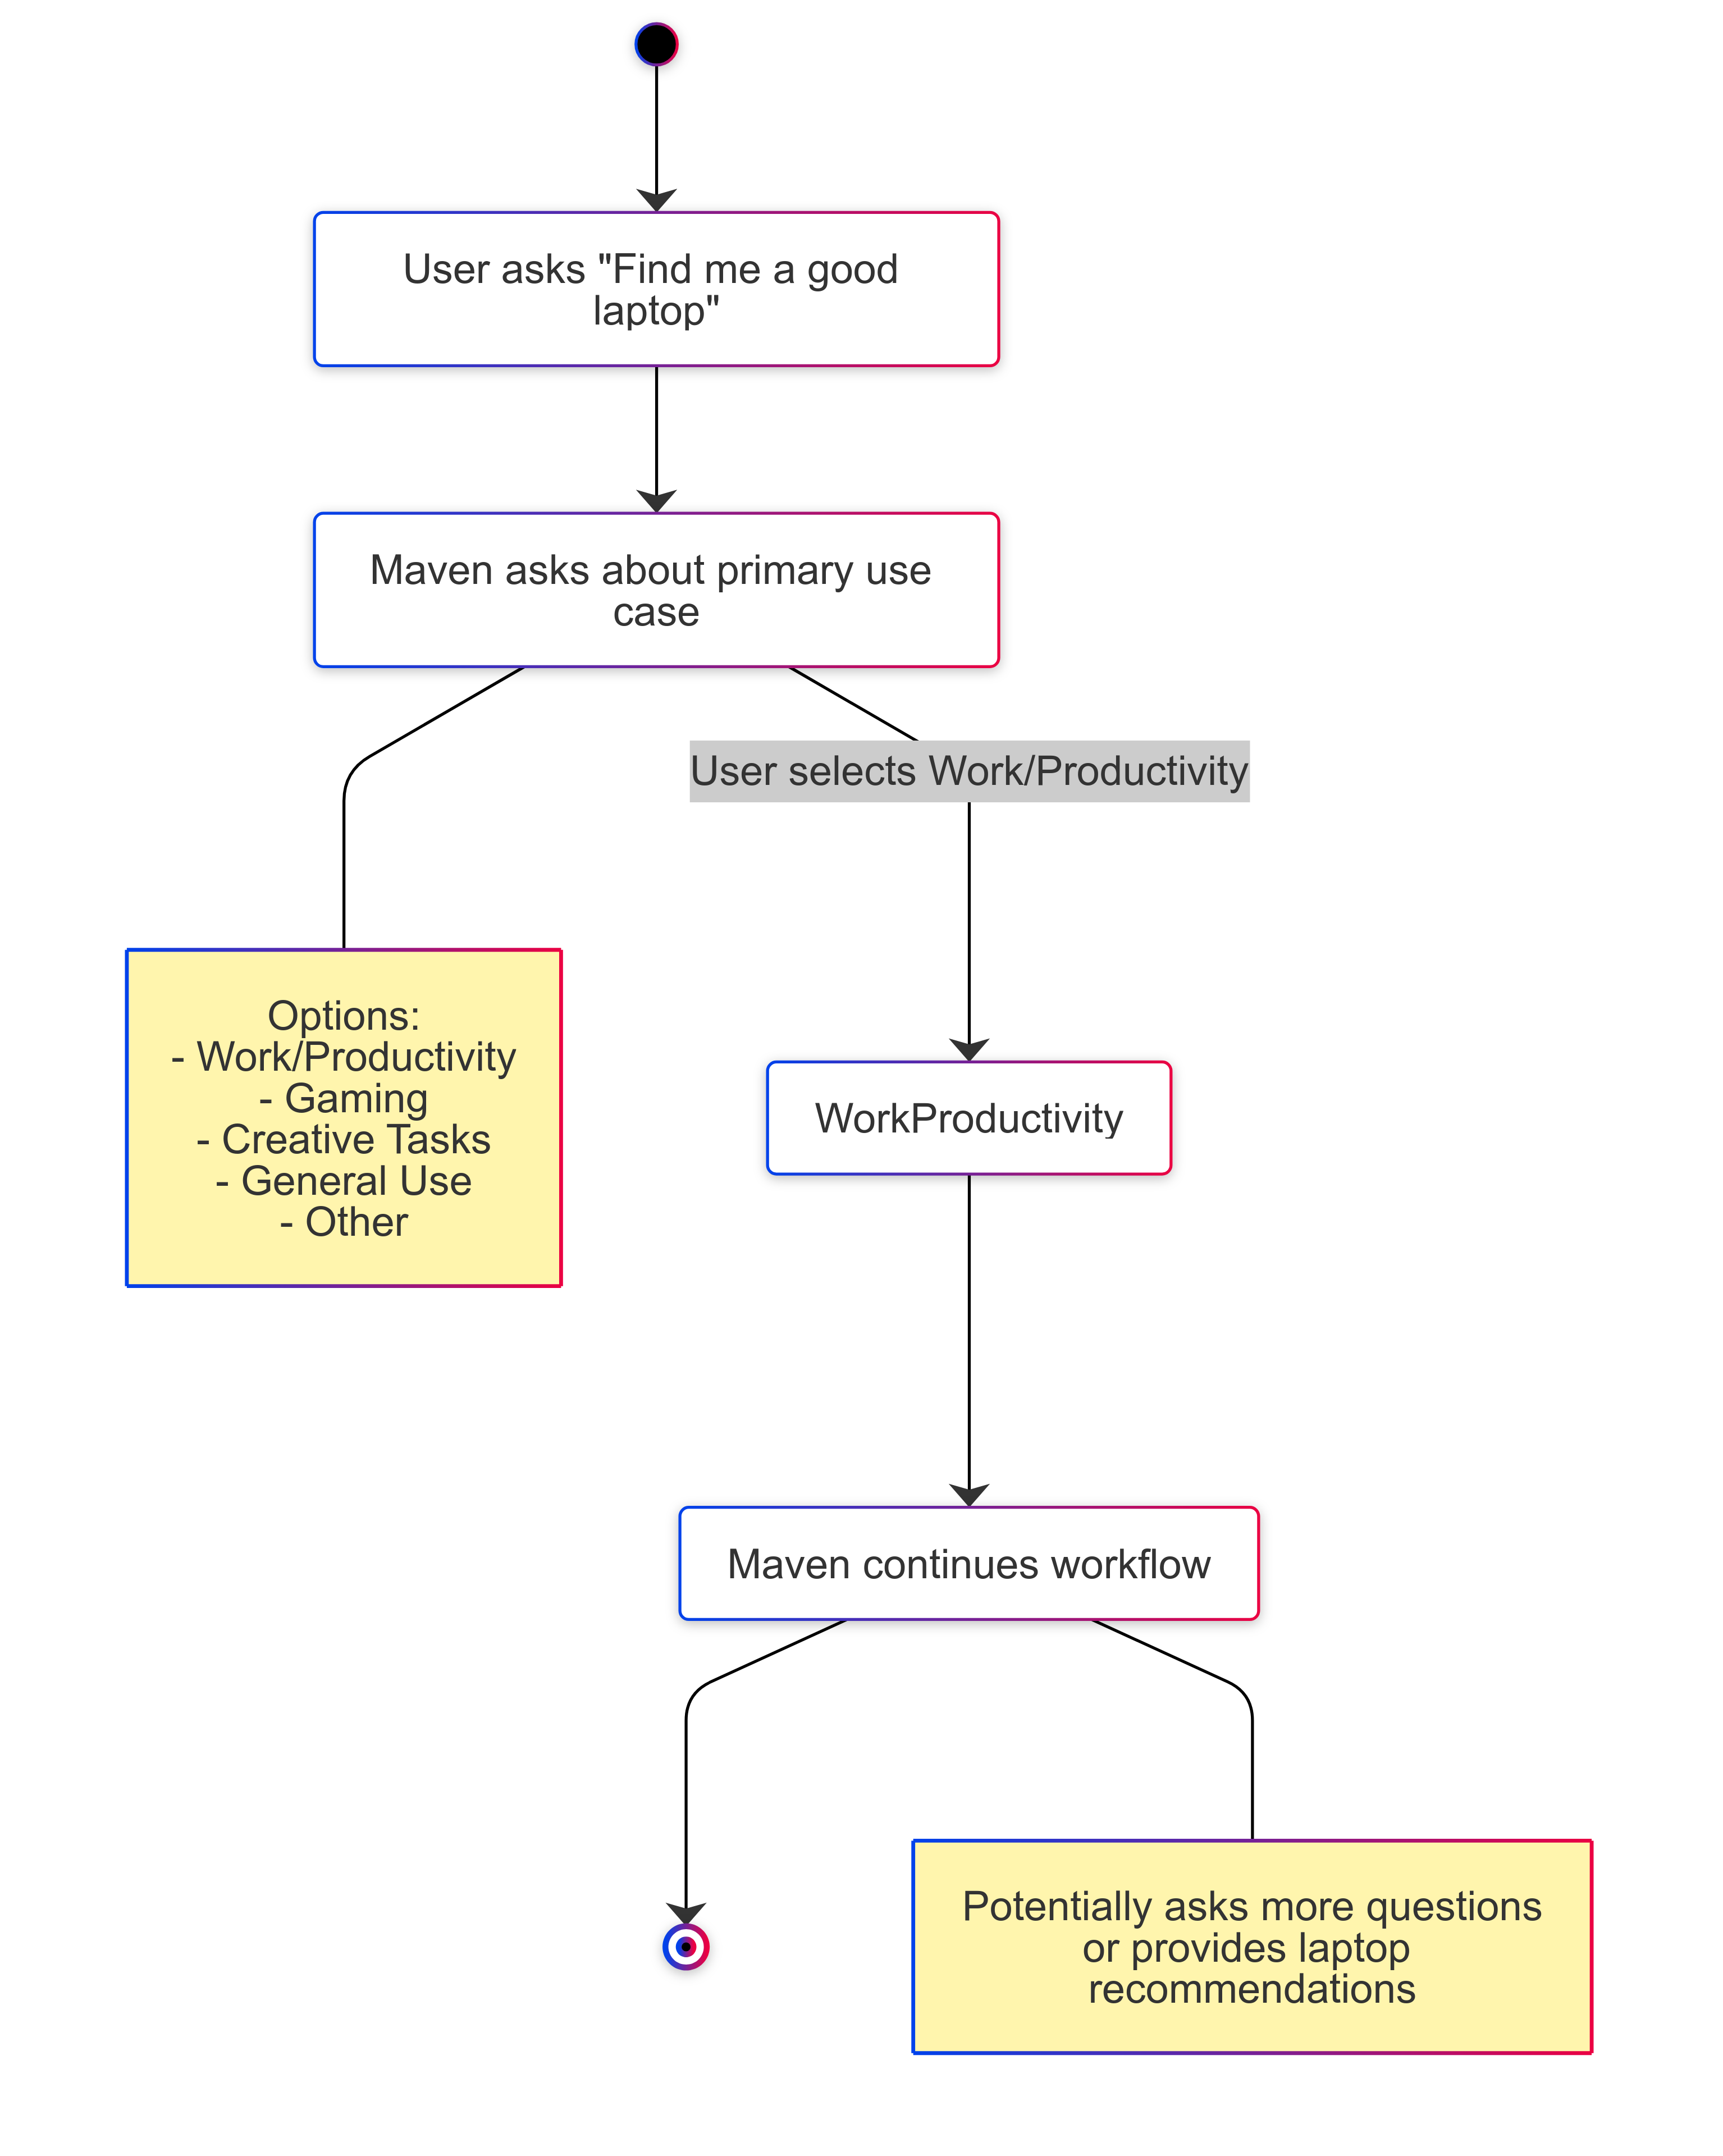 User asks "Find me a good
laptop"
Maven asks about primary use
case
User selects Work/Productivity
Options:
- Work/Productivity
- Gaming
- Creative Tasks
- General Use
- Other
WorkProductivity
Maven continues workflow
Potentially asks more questions
or provides laptop
recommendations